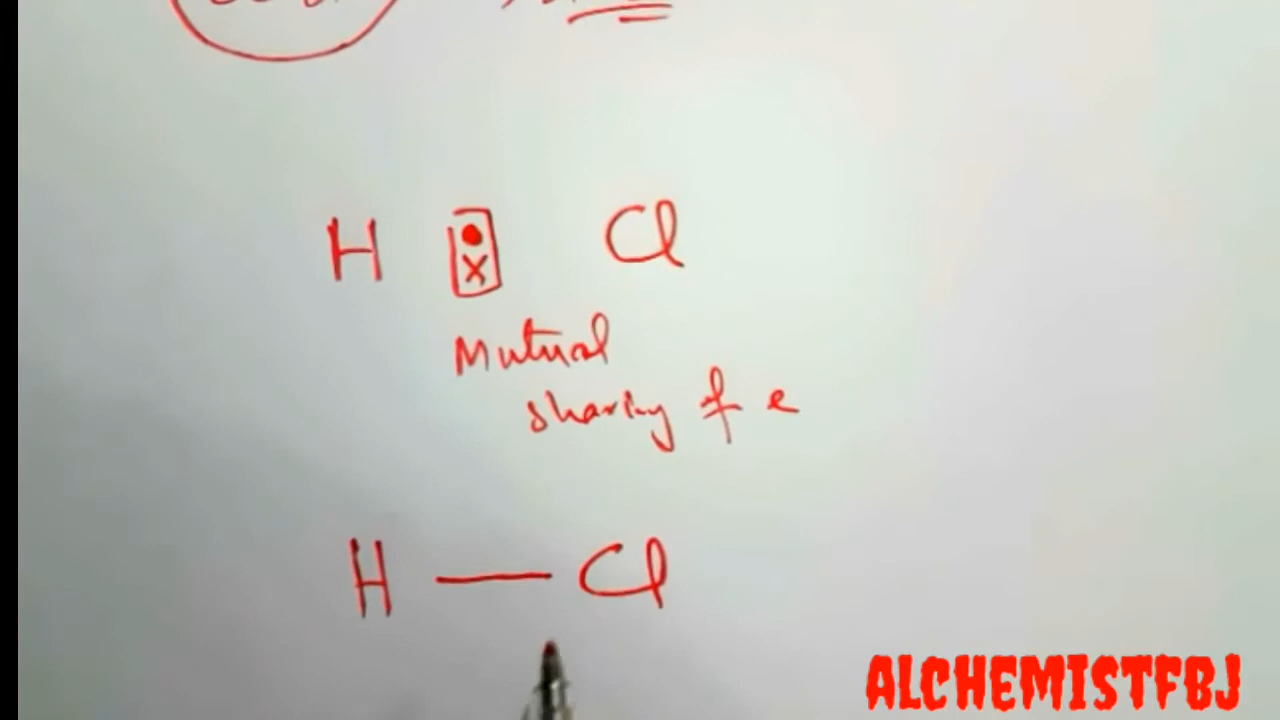 H • x Cl
Mutual
sharing of e
H — Cl
ALCHEMISTFBJ